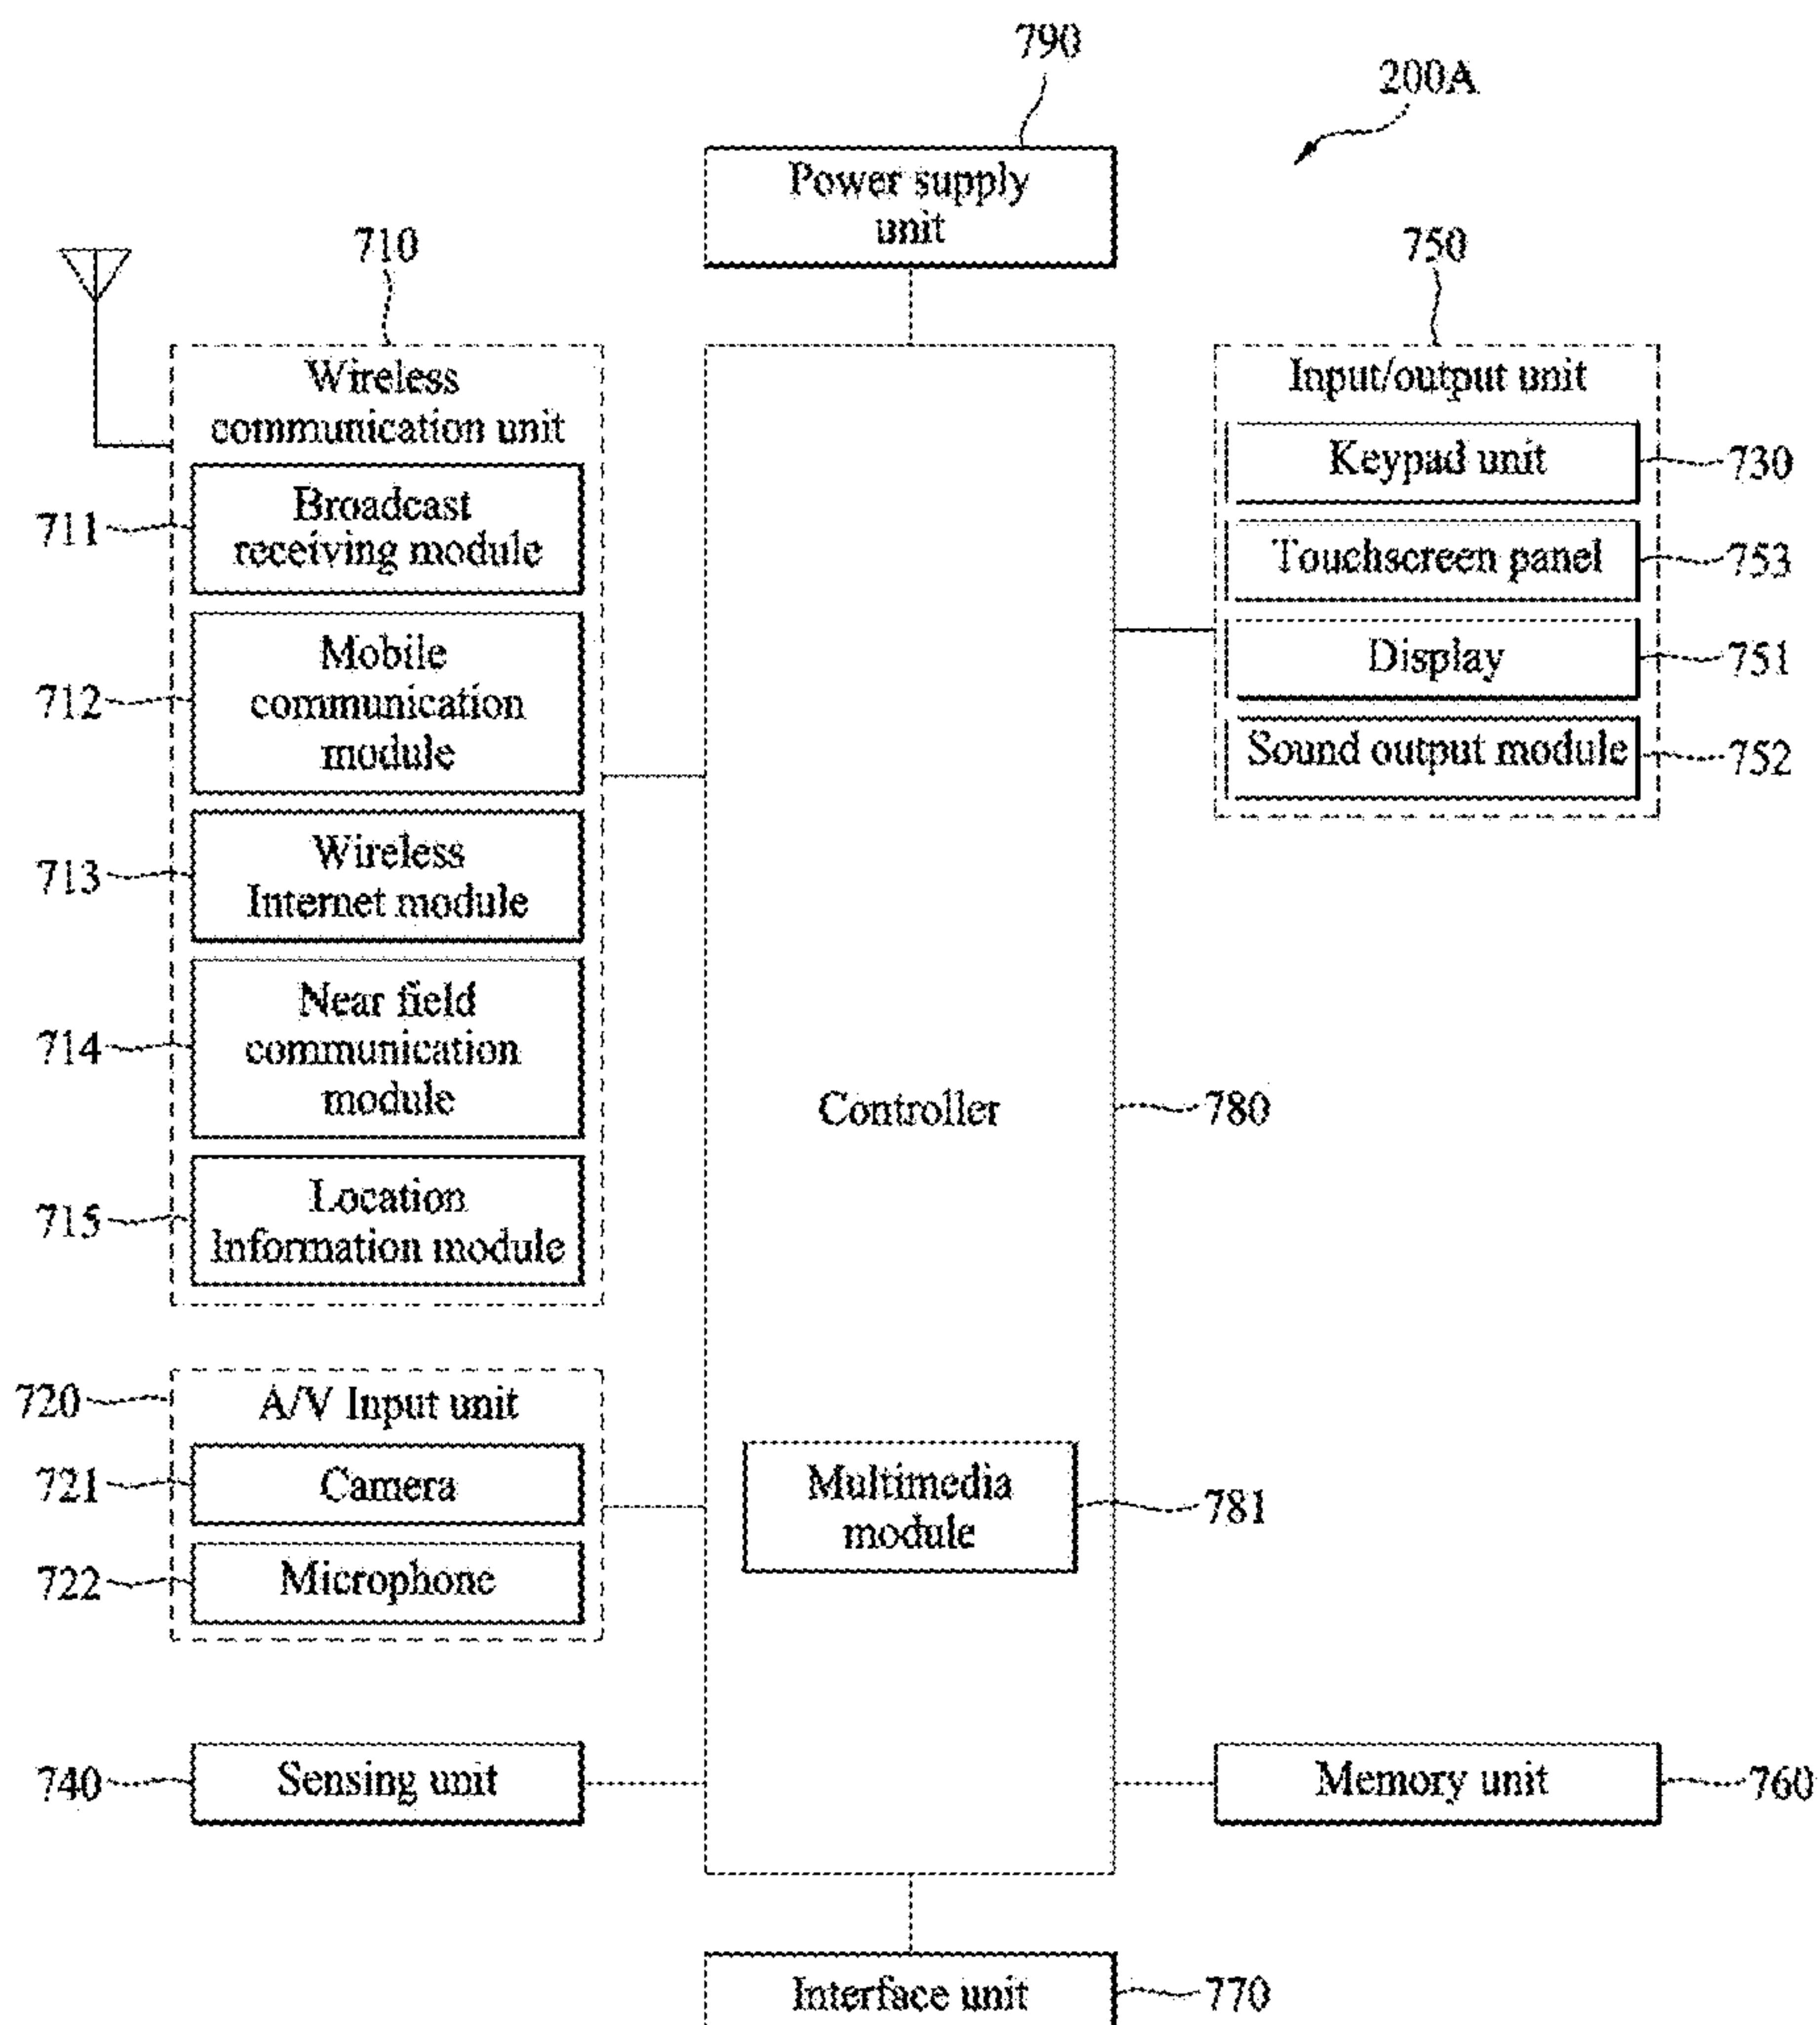 790
200A
Power supply
unit
710
750
Wireless
communication unit
711
Broadcast
receiving module
712
Mobile
communication
module
713
Wireless
Internet module
714
Near field
communication
module
715
Location
Information module
Input/output unit
Keypad unit
730
Touchscreen panel
753
Display
751
Sound output module
752
Controller
780
720
A/V Input unit
721
Camera
722
Microphone
Multimedia
module
781
740
Sensing unit
Memory unit
760
Interface unit
770